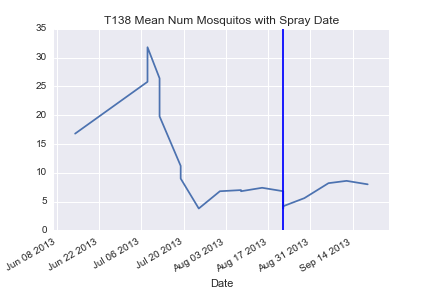 T138 Mean Num Mosquitos with Spray Date
35
30
25
20
15
10
5
0
Jun 08 2013
Jun 22 2013
Jul 06 2013
Jul 20 2013
Aug 03 2013
Aug 17 2013
Aug 31 2013
Sep 14 2013
Date